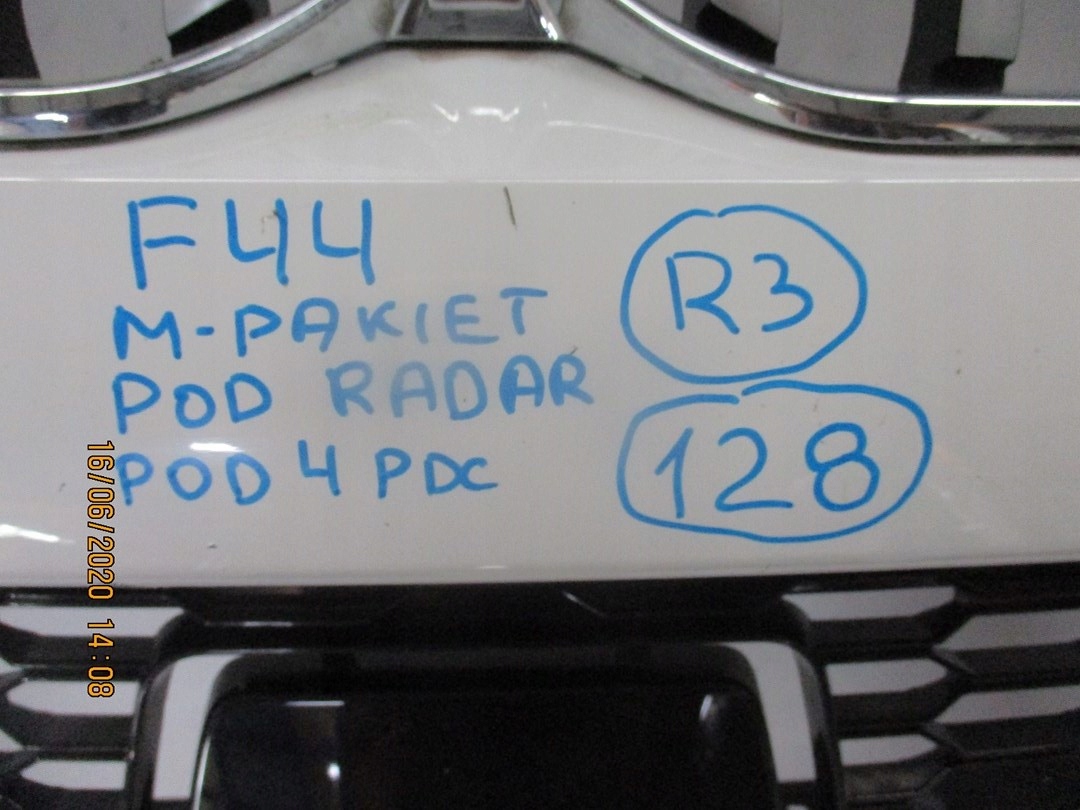 F44
M-PAKIET
POD RADAR
POD 4 PDC
R3
128
16/06/2020 14:08